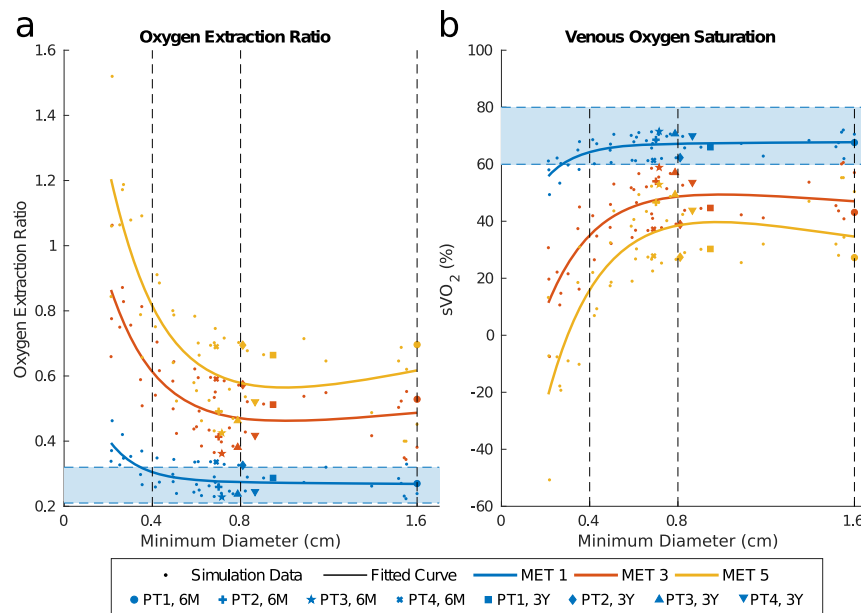 a
Oxygen Extraction Ratio
1.6
1.4
1.2
1
0.8
0.6
0.4
0.2
Oxygen Extraction Ratio
0
0.4
0.8
1.6
Minimum Diameter (cm)
b
Venous Oxygen Saturation
100
80
60
40
20
0
-20
-40
-60
sVO2 (%)
0
0.4
0.8
1.6
Minimum Diameter (cm)
Simulation Data Fitted Curve MET 1 MET 3 MET 5
PT1, 6M PT2, 6M PT3, 6M PT4, 6M PT1, 3Y PT2, 3Y PT3, 3Y PT4, 3Y